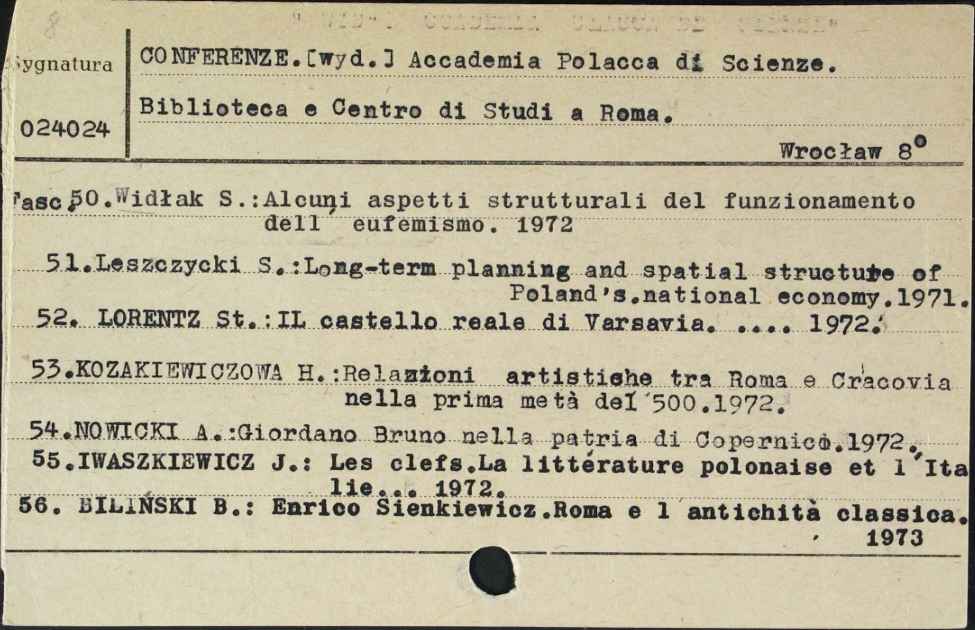 8
Sygnatura
024024
CONFERENZE.[wyd.] Accademia Polacca di Scienze.
Biblioteca e Centro di Studi a Roma.
Wrocław 8°
Fasc.50.Widłak S.:Alcuni aspetti strutturali del funzionamento
dell' eufemismo. 1972
51.Leszczycki S.:Long-term planning and spatial structure of
Poland's.national economy.1971.
52. LORENTZ St.:IL castello reale di Varsavia. .... 1972.
53.KOZAKIEWICZOWA H.:Relazioni artistiche tra Roma e Cracovia
nella prima metà del '500.1972.
54.NOWICKI A.:Giordano Bruno nella patria di Copernico.1972.
55.IWASZKIEWICZ J.: Les clefs.La littérature polonaise et l'Ita
lie... 1972.
56. BILIŃSKI B.: Enrico Sienkiewicz.Roma e l'antichità classica.
1973